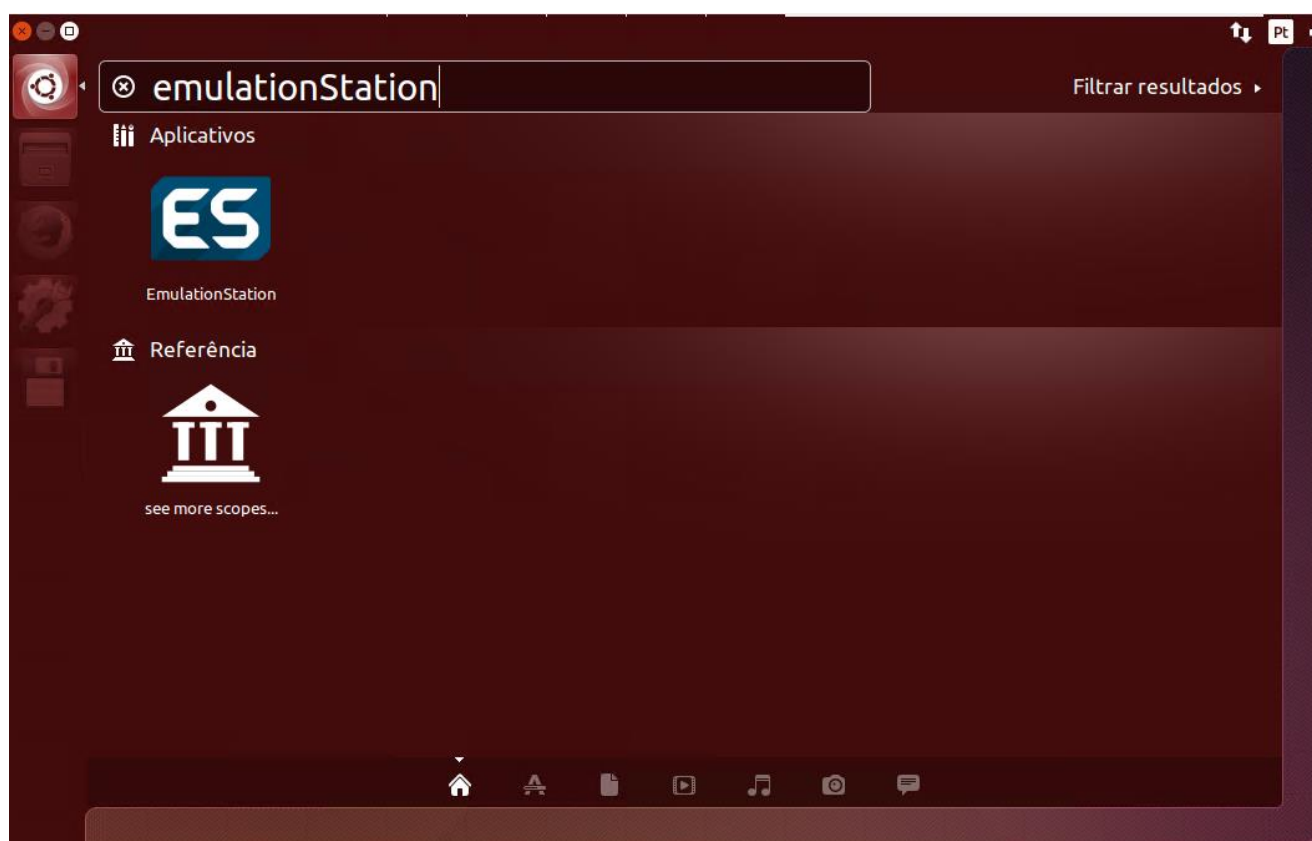 Pt
emulationStation
Filtrar resultados
Aplicativos
ES
EmulationStation
Referência
see more scopes...